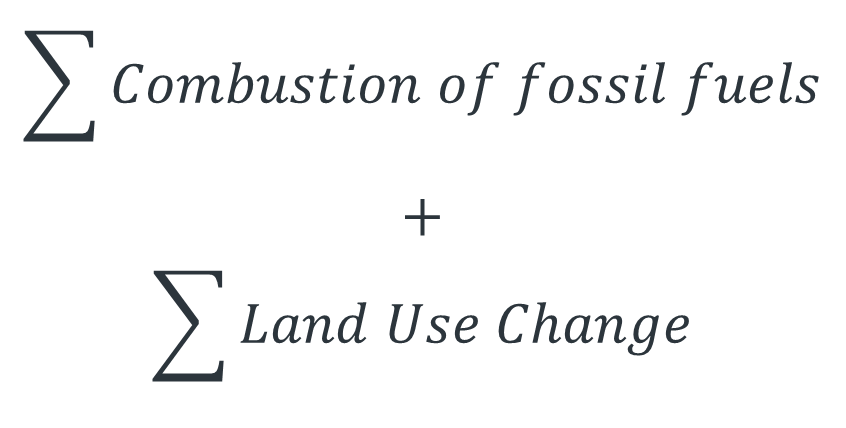 ∑ Combustion of fossil fuels
+
∑ Land Use Change